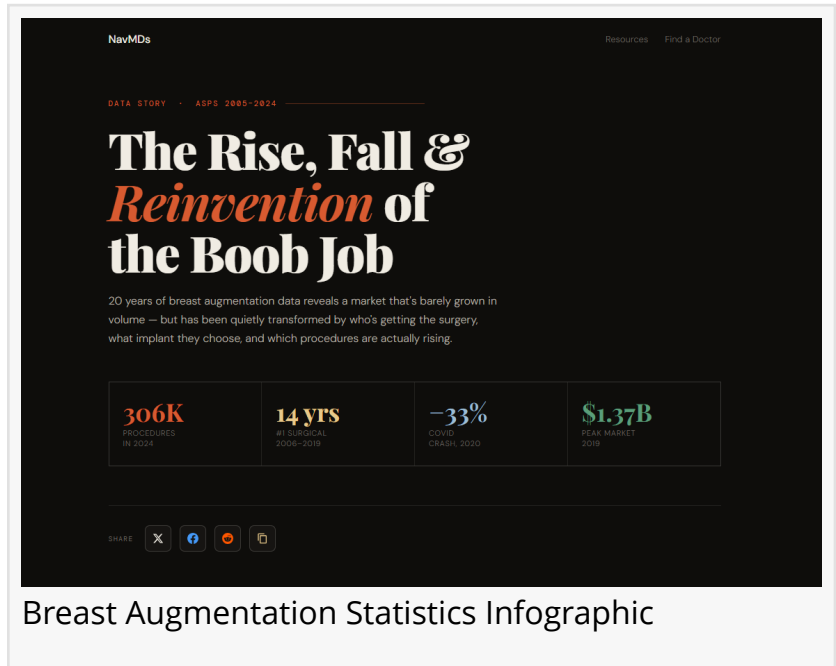 NavMDs
Resources Find a Doctor
DATA STORY · ASPS 2005–2024
The Rise, Fall &
Reinvention of
the Boob Job
20 years of breast augmentation data reveals a market that's barely grown in
volume — but has been quietly transformed by who's getting the surgery,
what implant they choose, and which procedures are actually rising.
306K
PROCEDURES
IN 2024
14 yrs
#1 SURGICAL
2006–2019
−33%
COVID
CRASH, 2020
$1.37B
PEAK MARKET
2019
SHARE
Breast Augmentation Statistics Infographic